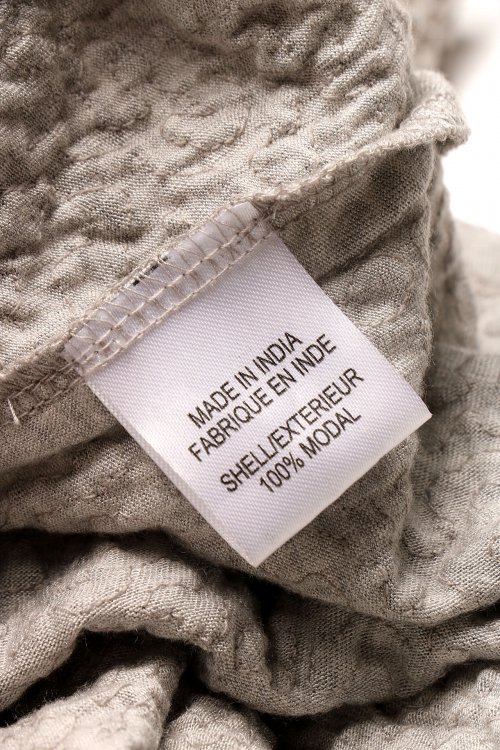 MADE IN INDIA
FABRIQUE EN INDE
SHELL/EXTERIEUR
100% MODAL